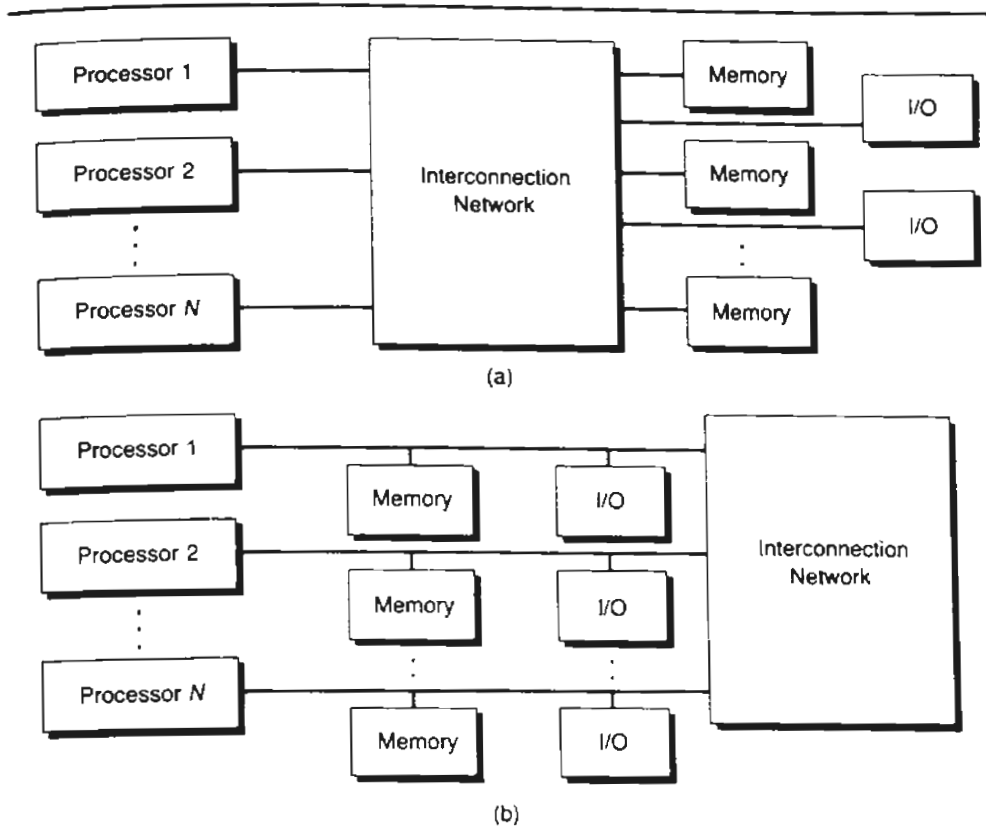 Processor 1
Memory
I/O
Processor 2
Interconnection
Network
Memory
I/O
Processor N
Memory
(a)
Processor 1
Memory
I/O
Processor 2
Interconnection
Network
Memory
I/O
Processor N
Memory
I/O
(b)